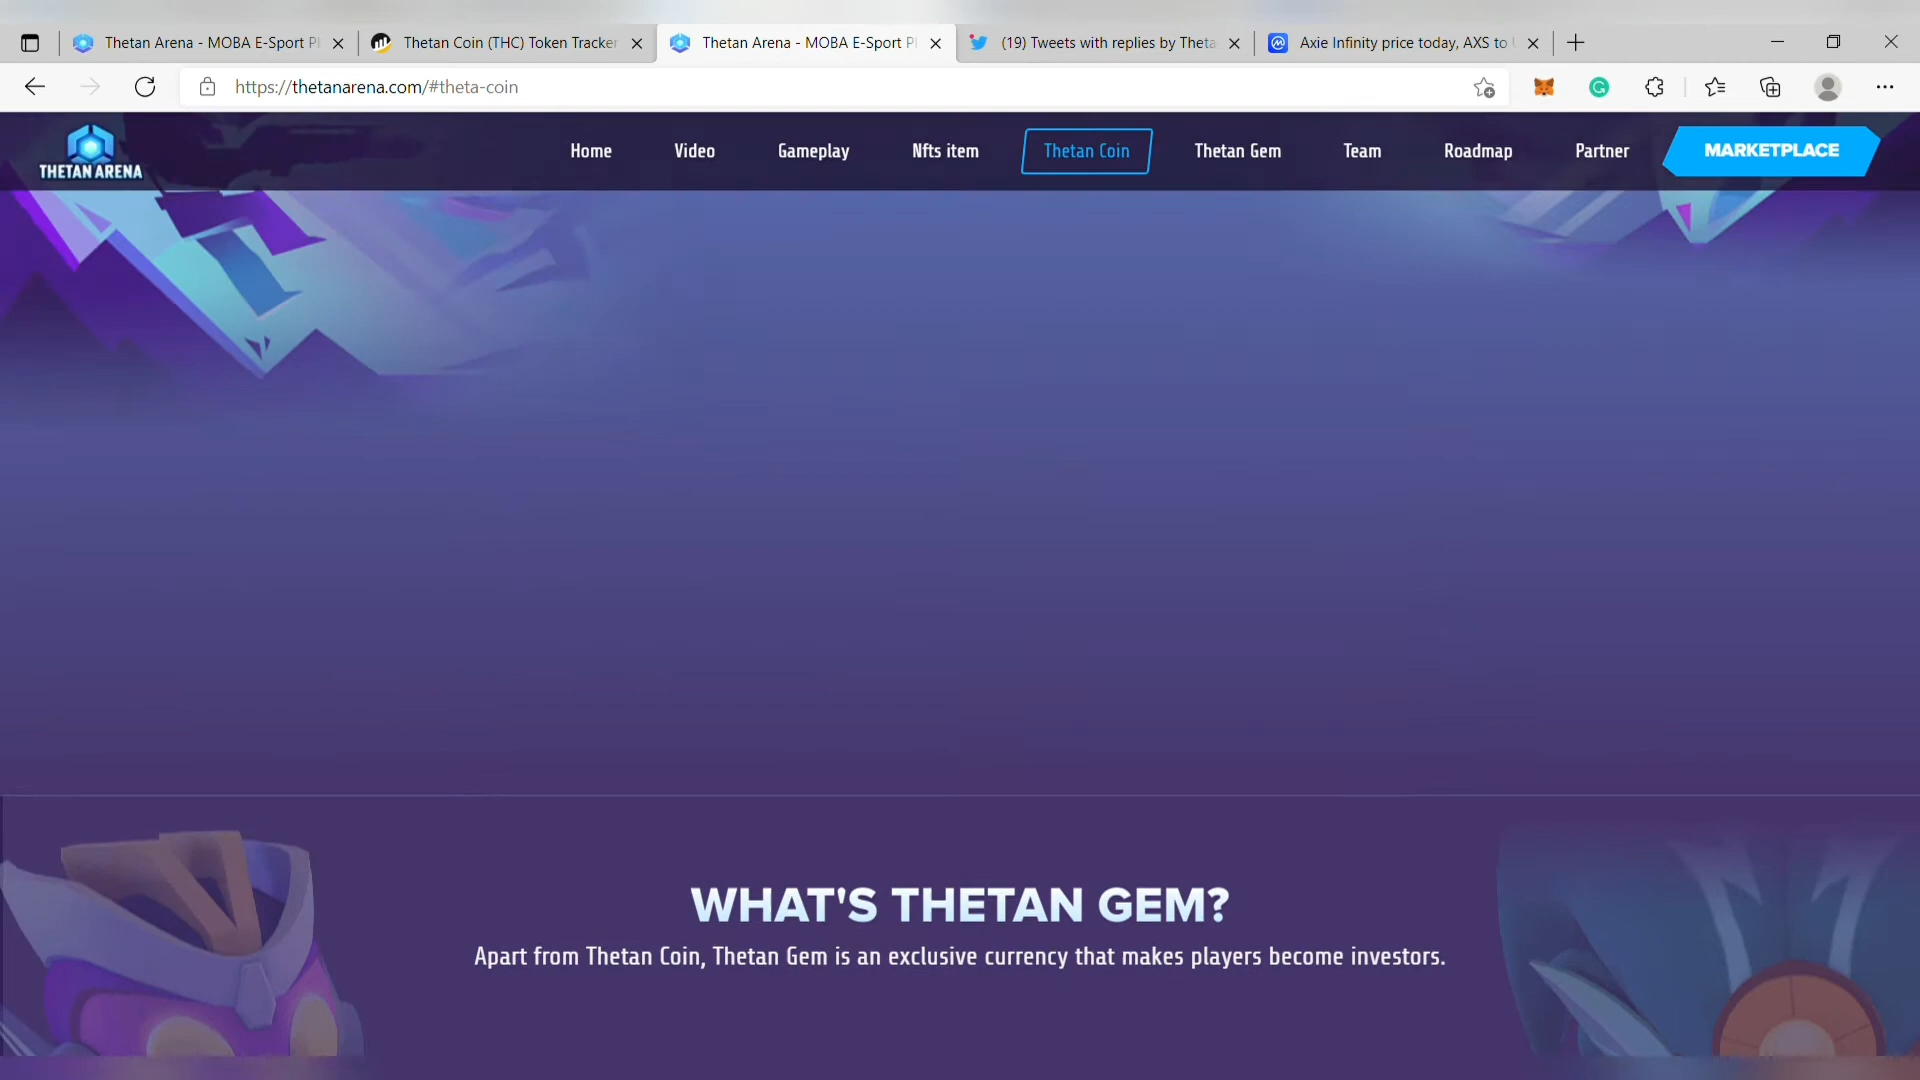 Thetan Arena - MOBA E-Sport Pl
Thetan Coin (THC) Token Tracker
Thetan Arena - MOBA E-Sport Pl
(19) Tweets with replies by Theta
Axie Infinity price today, AXS to U
https://thetanarena.com/#theta-coin
THETAN ARENA
Home
Video
Gameplay
Nfts item
Thetan Coin
Thetan Gem
Team
Roadmap
Partner
MARKETPLACE
WHAT'S THETAN GEM?
Apart from Thetan Coin, Thetan Gem is an exclusive currency that makes players become investors.